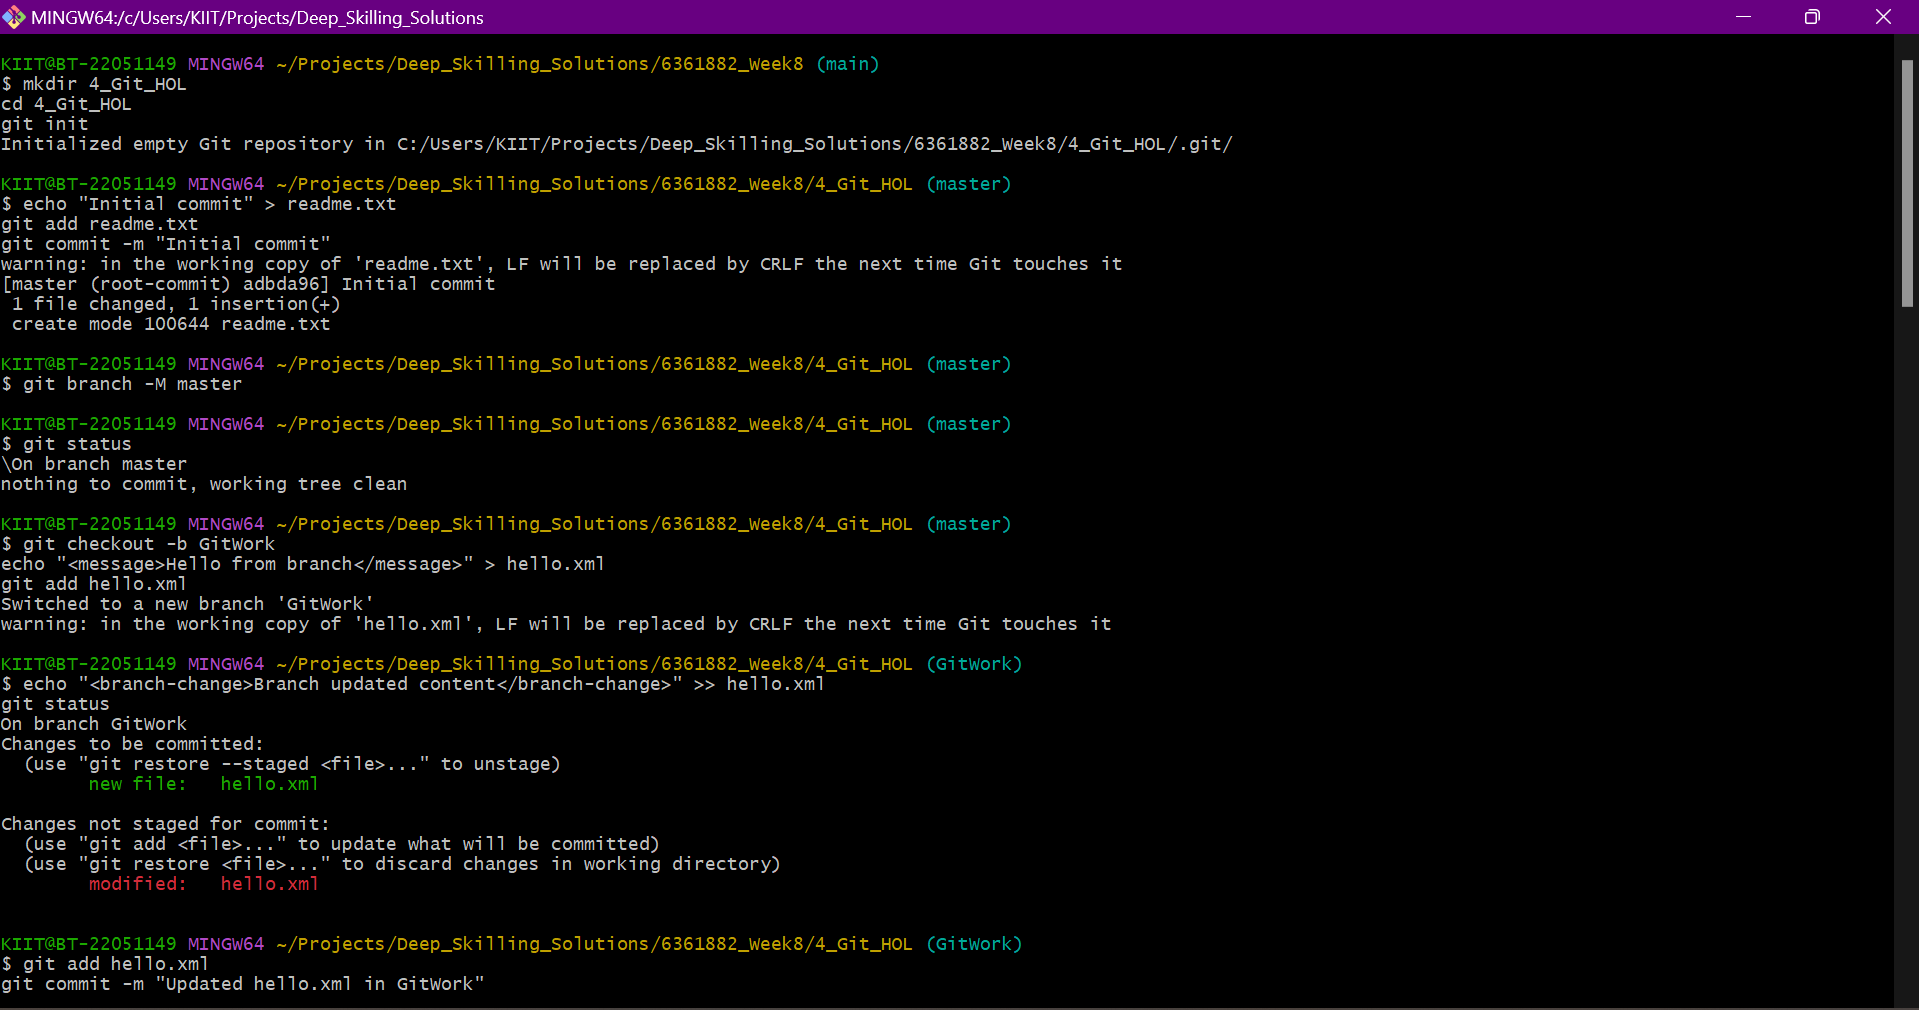 MINGW64:/c/Users/KIIT/Projects/Deep_Skilling_Solutions
KIIT@BT-22051149 MINGW64 ~/Projects/Deep_Skilling_Solutions/6361882_Week8 (main)
$ mkdir 4_Git_HOL
cd 4_Git_HOL
git init
Initialized empty Git repository in C:/Users/KIIT/Projects/Deep_Skilling_Solutions/6361882_Week8/4_Git_HOL/.git/
KIIT@BT-22051149 MINGW64 ~/Projects/Deep_Skilling_Solutions/6361882_Week8/4_Git_HOL (master)
$ echo "Initial commit" > readme.txt
git add readme.txt
git commit -m "Initial commit"
warning: in the working copy of 'readme.txt', LF will be replaced by CRLF the next time Git touches it
[master (root-commit) adbda96] Initial commit
 1 file changed, 1 insertion(+)
 create mode 100644 readme.txt
KIIT@BT-22051149 MINGW64 ~/Projects/Deep_Skilling_Solutions/6361882_Week8/4_Git_HOL (master)
$ git branch -M master
KIIT@BT-22051149 MINGW64 ~/Projects/Deep_Skilling_Solutions/6361882_Week8/4_Git_HOL (master)
$ git status
\On branch master
nothing to commit, working tree clean
KIIT@BT-22051149 MINGW64 ~/Projects/Deep_Skilling_Solutions/6361882_Week8/4_Git_HOL (master)
$ git checkout -b GitWork
echo "<message>Hello from branch</message>" > hello.xml
git add hello.xml
Switched to a new branch 'GitWork'
warning: in the working copy of 'hello.xml', LF will be replaced by CRLF the next time Git touches it
KIIT@BT-22051149 MINGW64 ~/Projects/Deep_Skilling_Solutions/6361882_Week8/4_Git_HOL (GitWork)
$ echo "<branch-change>Branch updated content</branch-change>" >> hello.xml
git status
On branch GitWork
Changes to be committed:
  (use "git restore --staged <file>..." to unstage)
        new file:   hello.xml
Changes not staged for commit:
  (use "git add <file>..." to update what will be committed)
  (use "git restore <file>..." to discard changes in working directory)
        modified:   hello.xml
KIIT@BT-22051149 MINGW64 ~/Projects/Deep_Skilling_Solutions/6361882_Week8/4_Git_HOL (GitWork)
$ git add hello.xml
git commit -m "Updated hello.xml in GitWork"